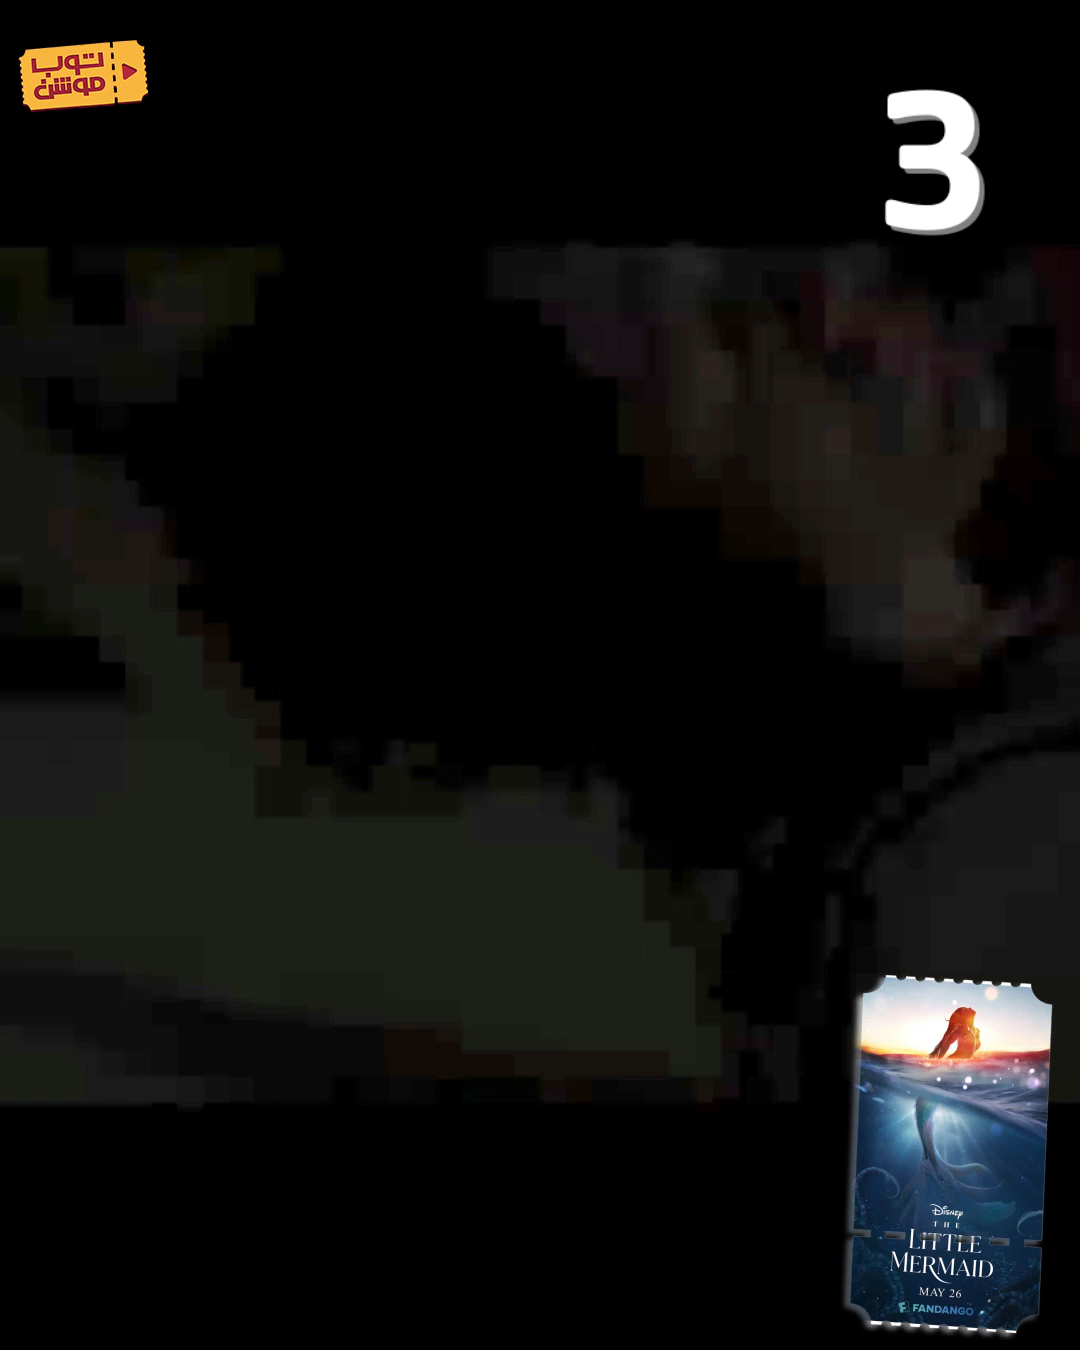 توب
موشن
3
Disney
THE
LITTLE
MERMAID
MAY 26
FANDANGO